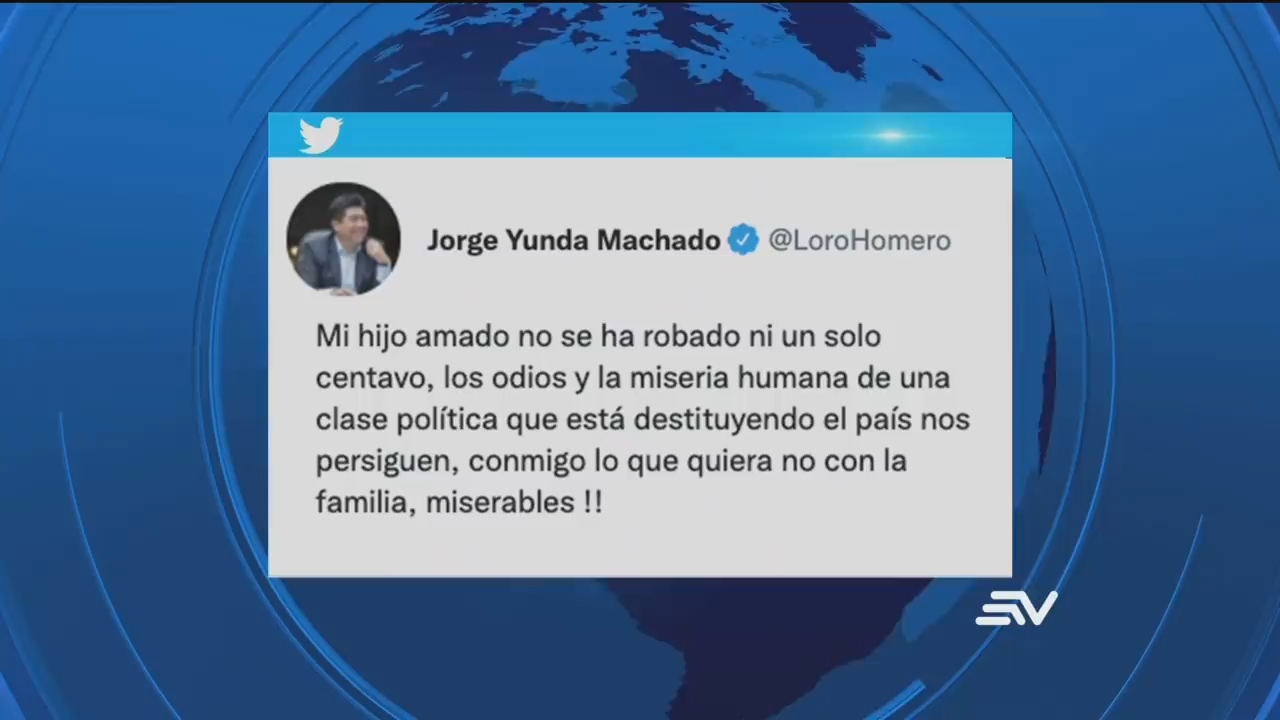 Jorge Yunda Machado @LoroHomero
Mi hijo amado no se ha robado ni un solo
centavo, los odios y la miseria humana de una
clase política que está destituyendo el país nos
persiguen, conmigo lo que quiera no con la
familia, miserables !!
EV